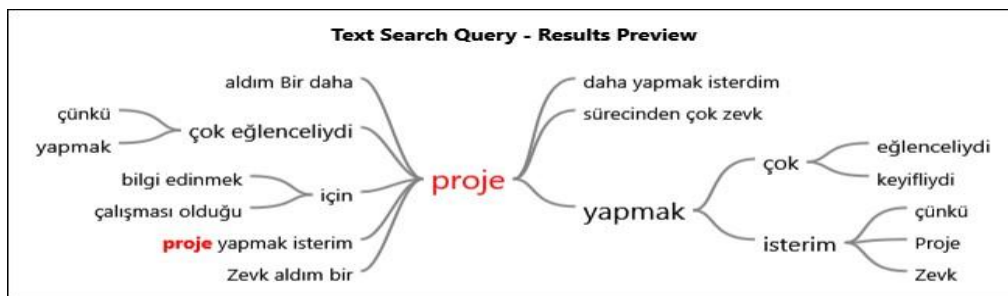 Text Search Query - Results Preview
aldım Bir daha
çünkü
yapmak
çok eğlenceliydi
bilgi edinmek
çalışması olduğu
için
proje yapmak isterim
Zevk aldım bir
proje
daha yapmak isterdim
sürecinden çok zevk
yapmak
çok
eğlenceliydi
keyifliydi
isterim
çünkü
Proje
Zevk